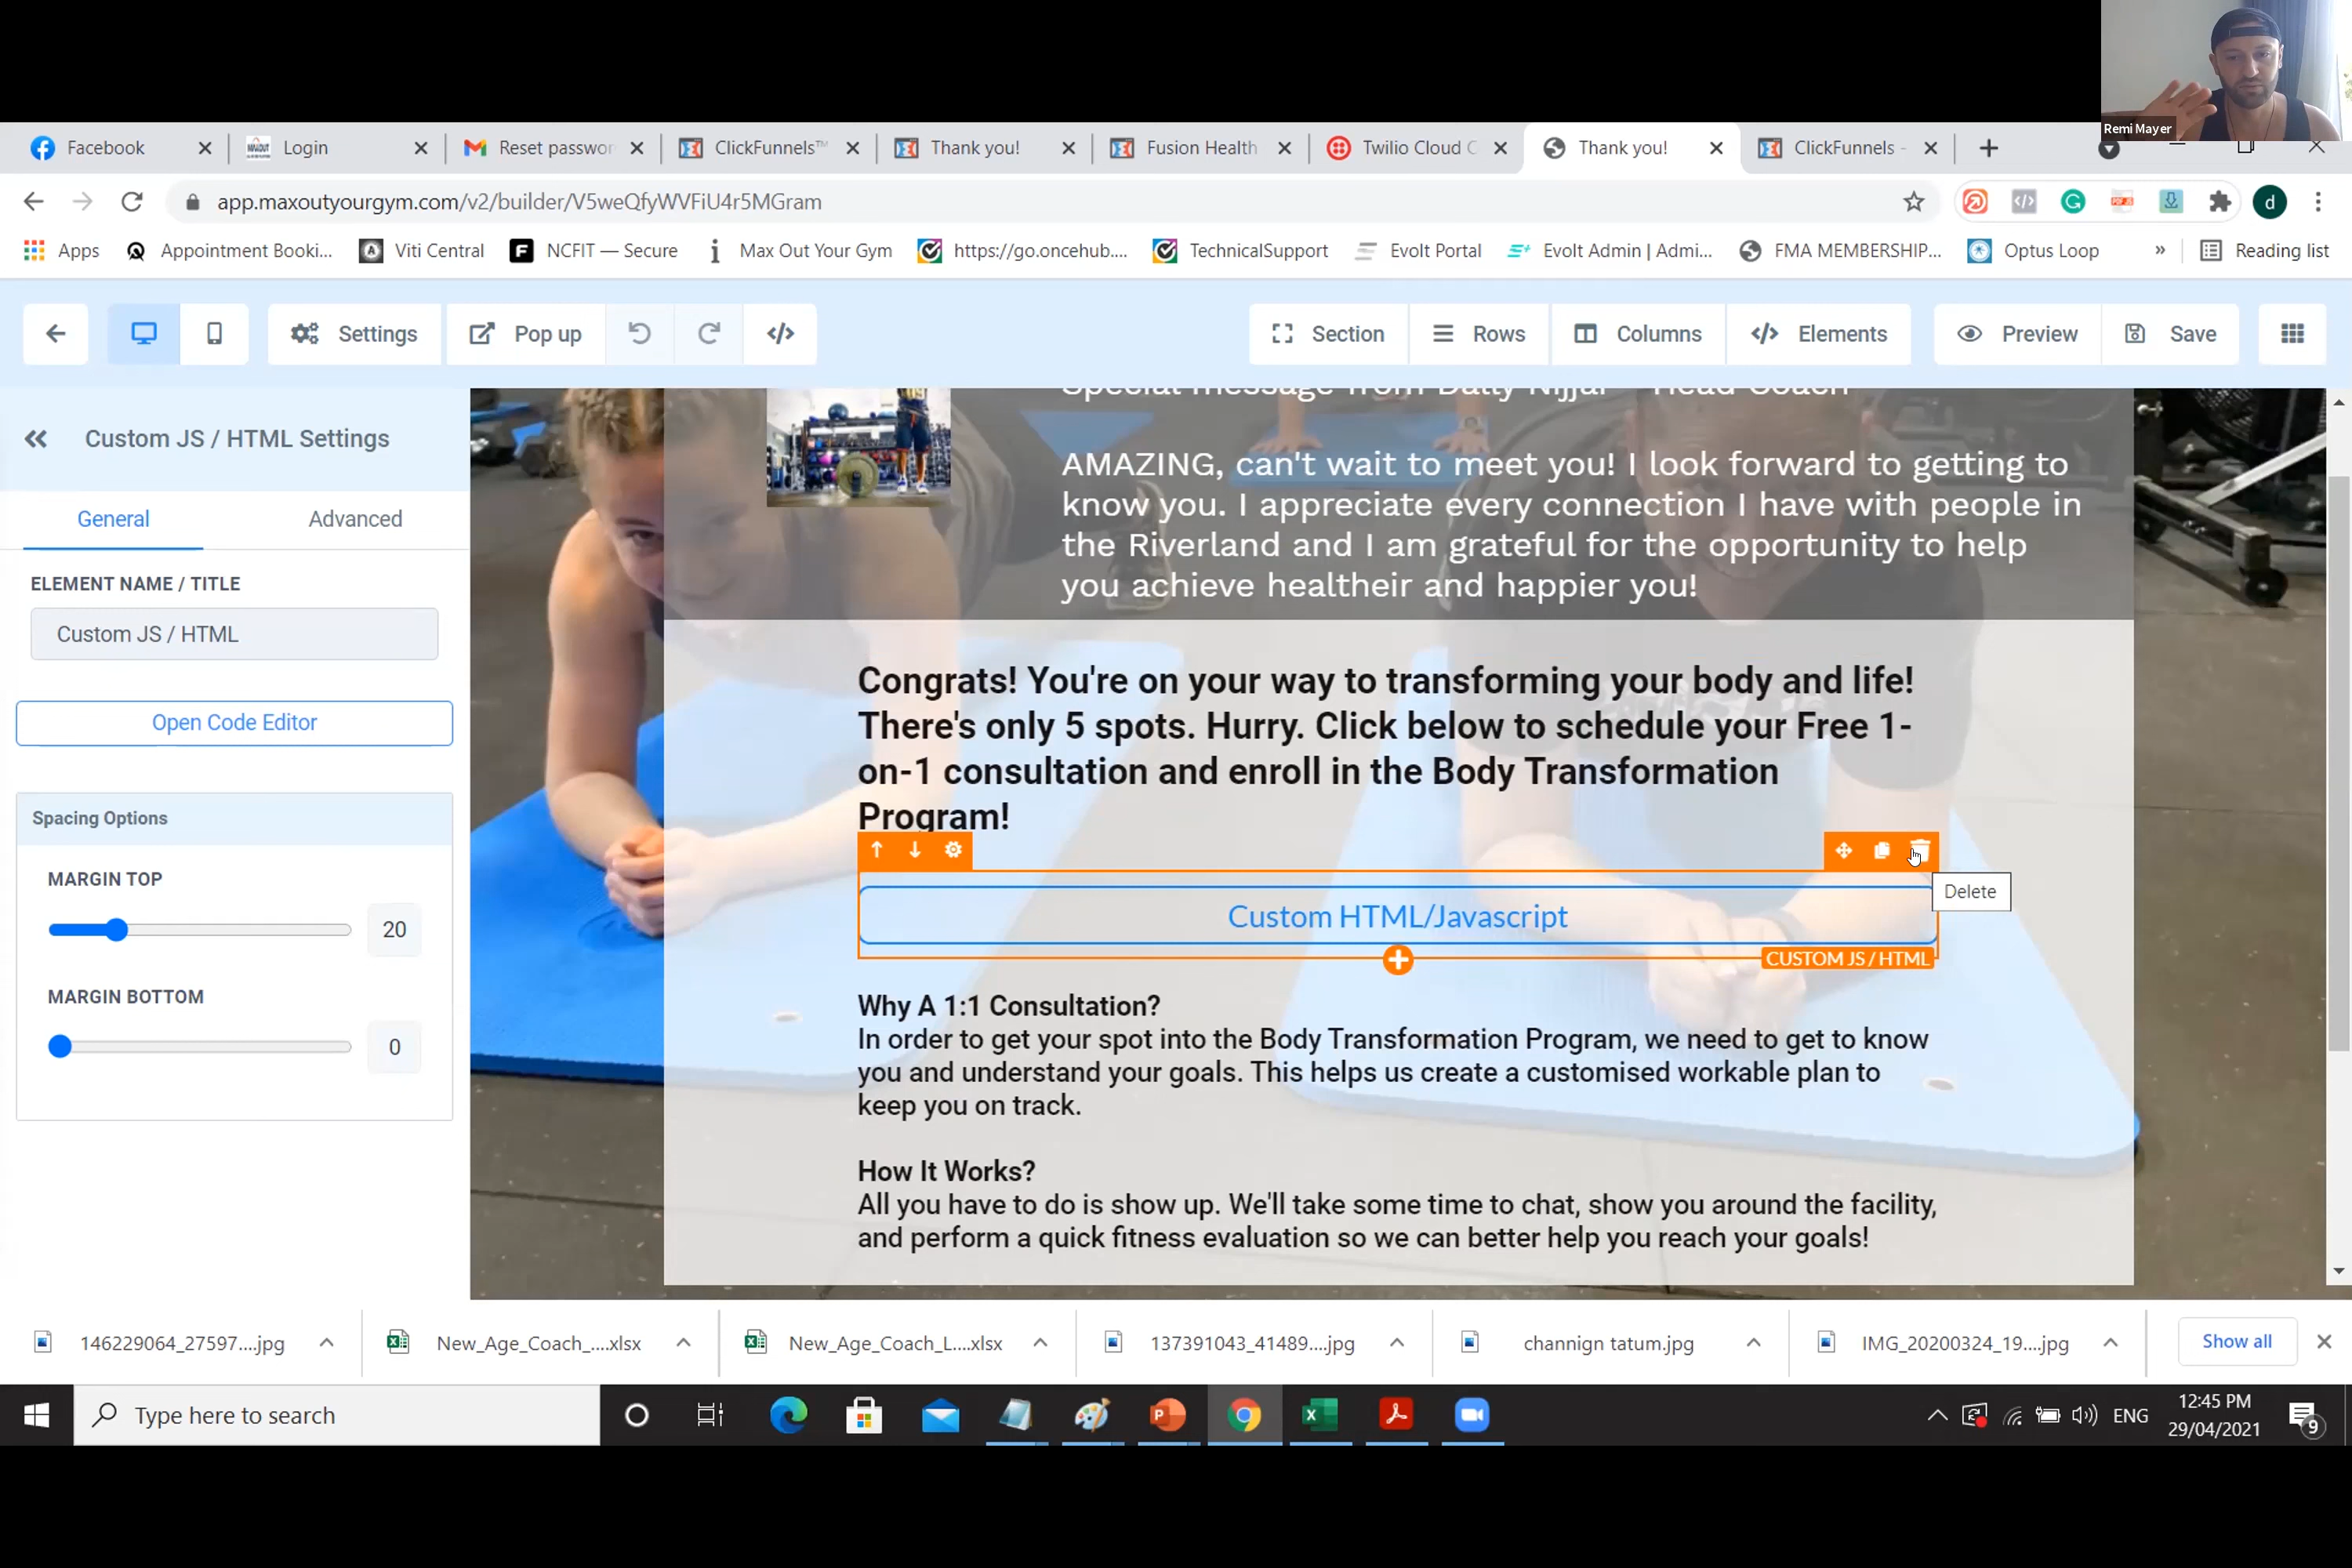 Remi Mayer
Facebook
Login
Reset passwor
ClickFunnels™
Thank you!
Fusion Health
Twilio Cloud C
Thank you!
ClickFunnels -
app.maxoutyourgym.com/v2/builder/V5weQfyWVFiU4r5MGram
d
Apps
Appointment Booki...
Viti Central
NCFIT — Secure
Max Out Your Gym
https://go.oncehub....
TechnicalSupport
Evolt Portal
Evolt Admin | Admi...
FMA MEMBERSHIP...
Optus Loop
»
Reading list
Settings
Pop up
Section
Rows
Columns
Elements
Preview
Save
Custom JS / HTML Settings
General
Advanced
ELEMENT NAME / TITLE
Custom JS / HTML
Open Code Editor
Spacing Options
MARGIN TOP
20
MARGIN BOTTOM
0
Special message from Dally Nijjar - Head Coach
AMAZING, can't wait to meet you! I look forward to getting to
know you. I appreciate every connection I have with people in
the Riverland and I am grateful for the opportunity to help
you achieve healtheir and happier you!
Congrats! You're on your way to transforming your body and life!
There's only 5 spots. Hurry. Click below to schedule your Free 1-
on-1 consultation and enroll in the Body Transformation
Program!
Delete
Custom HTML/Javascript
CUSTOM JS / HTML
Why A 1:1 Consultation?
In order to get your spot into the Body Transformation Program, we need to get to know
you and understand your goals. This helps us create a customised workable plan to
keep you on track.
How It Works?
All you have to do is show up. We'll take some time to chat, show you around the facility,
and perform a quick fitness evaluation so we can better help you reach your goals!
146229064_27597....jpg
New_Age_Coach_....xlsx
New_Age_Coach_L....xlsx
137391043_41489....jpg
channign tatum.jpg
IMG_20200324_19....jpg
Show all
Type here to search
ENG
12:45 PM
29/04/2021
9